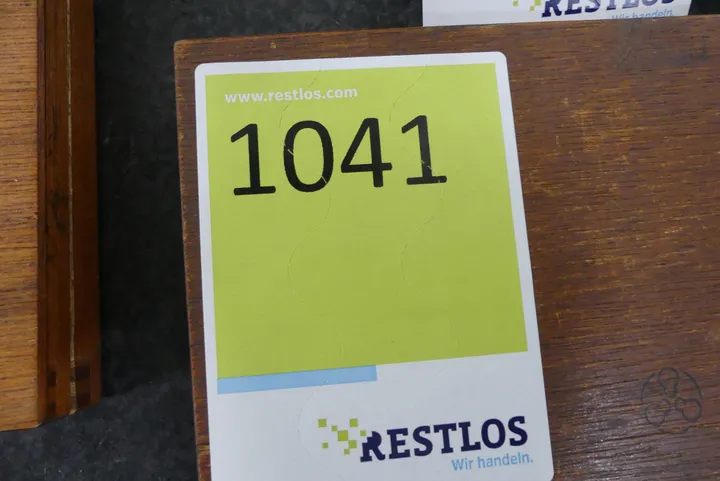 RESTLOS
Wir handeln.
www.restlos.com
1041
RESTLOS
Wir handeln.